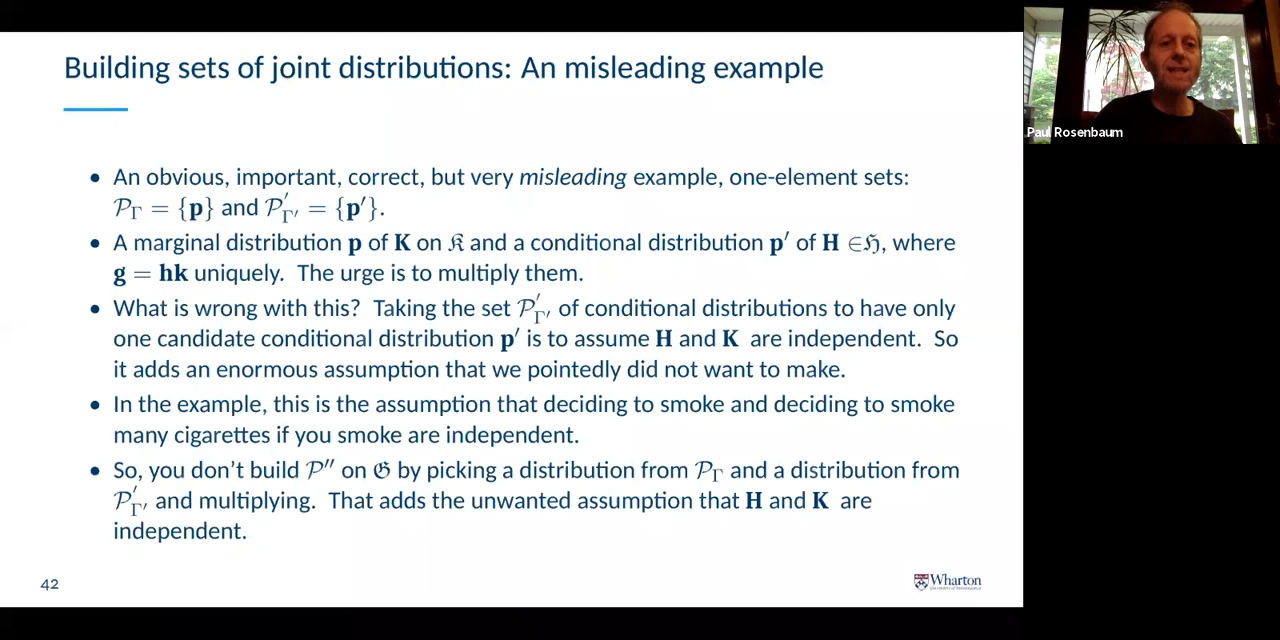 Building sets of joint distributions: An misleading example
• An obvious, important, correct, but very misleading example, one-element sets:
𝒫_Γ = {𝐩} and 𝒫′_Γ′ = {𝐩′}.
• A marginal distribution 𝐩 of 𝐊 on 𝔎 and a conditional distribution 𝐩′ of 𝐇 ∈ℌ, where
𝐠 = 𝐡𝐤 uniquely. The urge is to multiply them.
• What is wrong with this? Taking the set 𝒫′_Γ′ of conditional distributions to have only
one candidate conditional distribution 𝐩′ is to assume 𝐇 and 𝐊 are independent. So
it adds an enormous assumption that we pointedly did not want to make.
• In the example, this is the assumption that deciding to smoke and deciding to smoke
many cigarettes if you smoke are independent.
• So, you don’t build 𝒫″ on 𝔊 by picking a distribution from 𝒫_Γ and a distribution from
𝒫′_Γ′ and multiplying. That adds the unwanted assumption that 𝐇 and 𝐊 are
independent.
42
Wharton
Paul Rosenbaum